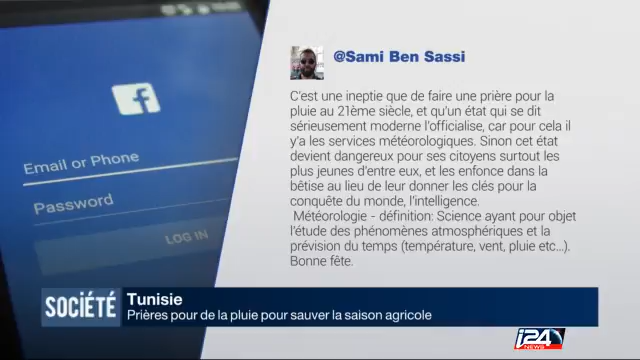 @Sami Ben Sassi
C'est une ineptie que de faire une prière pour la
pluie au 21ème siècle, et qu'un état qui se dit
sérieusement moderne l'officialise, car pour cela il
y'a les services météorologiques. Sinon cet état
devient dangereux pour ses citoyens surtout les
plus jeunes d'entre eux, et les enfonce dans la
bêtise au lieu de leur donner les clés pour la
conquête du monde, l'intelligence.
Météorologie - définition: Science ayant pour objet
l'étude des phénomènes atmosphériques et la
prévision du temps (température, vent, pluie etc...).
Bonne fête.
f
Email or Phone
Password
LOG IN
SOCIÉTÉ
Tunisie
Prières pour de la pluie pour sauver la saison agricole
i24
NEWS